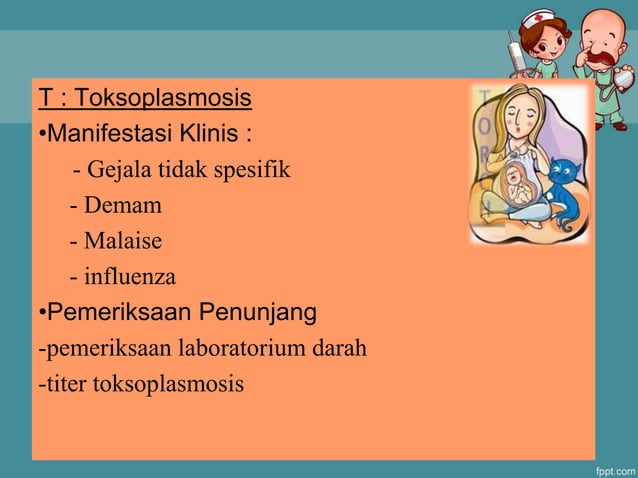 T : Toksoplasmosis
•Manifestasi Klinis :
- Gejala tidak spesifik
- Demam
- Malaise
- influenza
•Pemeriksaan Penunjang
-pemeriksaan laboratorium darah
-titer toksoplasmosis
fppt.com